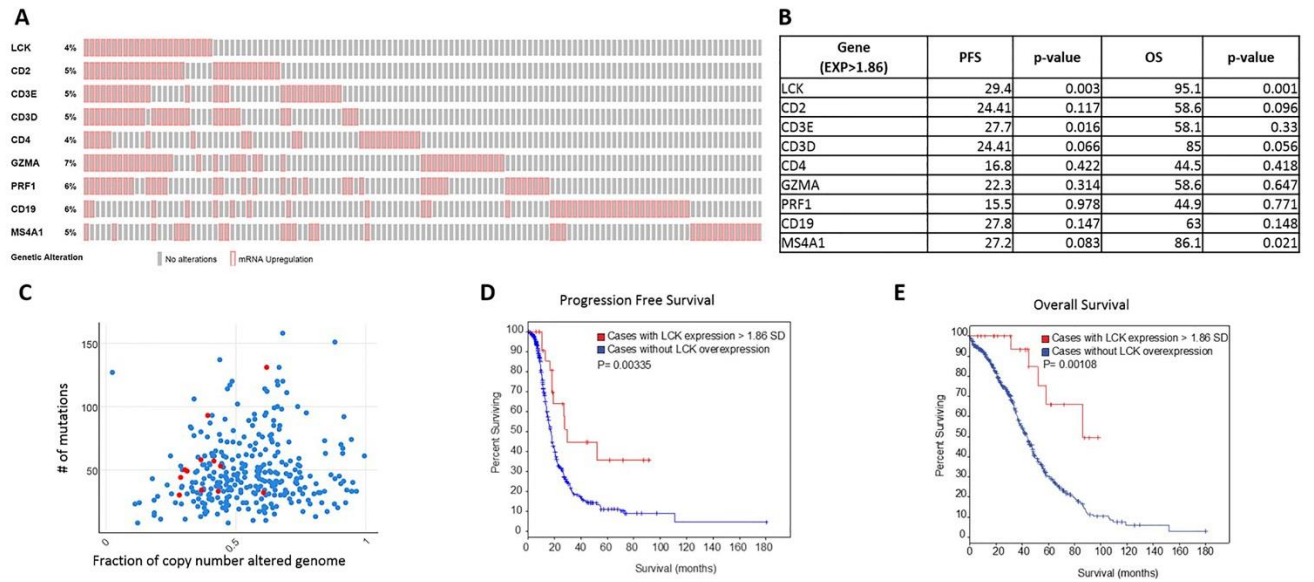 A
LCK 4%
CD2 5%
CD3E 5%
CD3D 5%
CD4 4%
GZMA 7%
PRF1 6%
CD19 6%
MS4A1 5%
Genetic Alteration No alterations mRNA Upregulation
B
Gene (EXP>1.86) PFS p-value OS p-value
LCK 29.4 0.003 95.1 0.001
CD2 24.41 0.117 58.6 0.096
CD3E 27.7 0.016 58.1 0.33
CD3D 24.41 0.066 85 0.056
CD4 16.8 0.422 44.5 0.418
GZMA 22.3 0.314 58.6 0.647
PRF1 15.5 0.978 44.9 0.771
CD19 27.8 0.147 63 0.148
MS4A1 27.2 0.083 86.1 0.021
C
# of mutations
150
100
50
0 0.5 1
Fraction of copy number altered genome
D
Progression Free Survival
Cases with LCK expression > 1.86 SD
Cases without LCK overexpression
P= 0.00335
Percent Surviving
100
90
80
70
60
50
40
30
20
10
0
0 20 40 60 80 100 120 140 160 180
Survival (months)
E
Overall Survival
Cases with LCK expression > 1.86 SD
Cases without LCK overexpression
P= 0.00108
Percent Surviving
100
90
80
70
60
50
40
30
20
10
0
0 20 40 60 80 100 120 140 160 180
Survival (months)